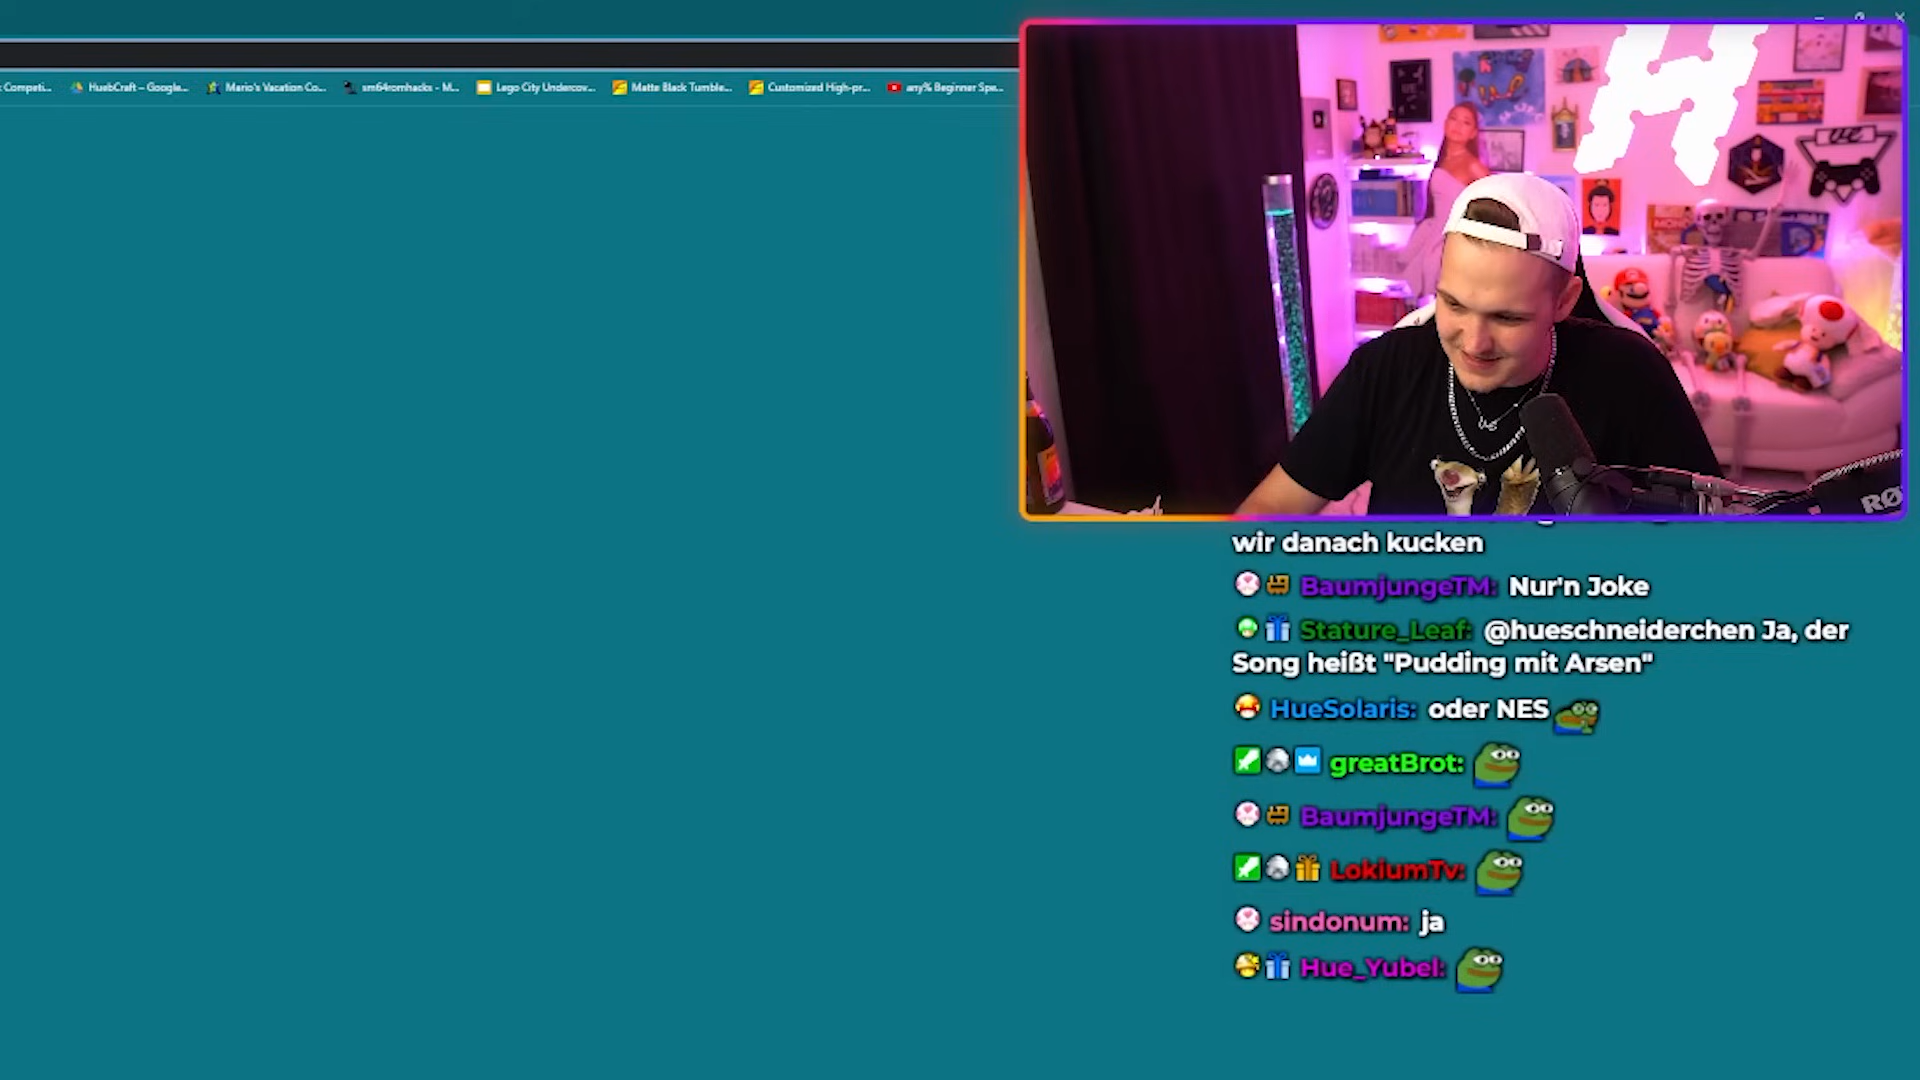 Competi...
HuebCraft – Google...
Mario's Vacation Co...
sm64romhacks - M...
Lego City Undercov...
Matte Black Tumble...
Customized High-pr...
any% Beginner Spe...
RØ
wir danach kucken
BaumjungeTM: Nur'n Joke
Stature_Leaf: @hueschneiderchen Ja, der
Song heißt "Pudding mit Arsen"
HueSolaris: oder NES
greatBrot:
BaumjungeTM:
LokiumTv:
sindonum: ja
Hue_Yubel: